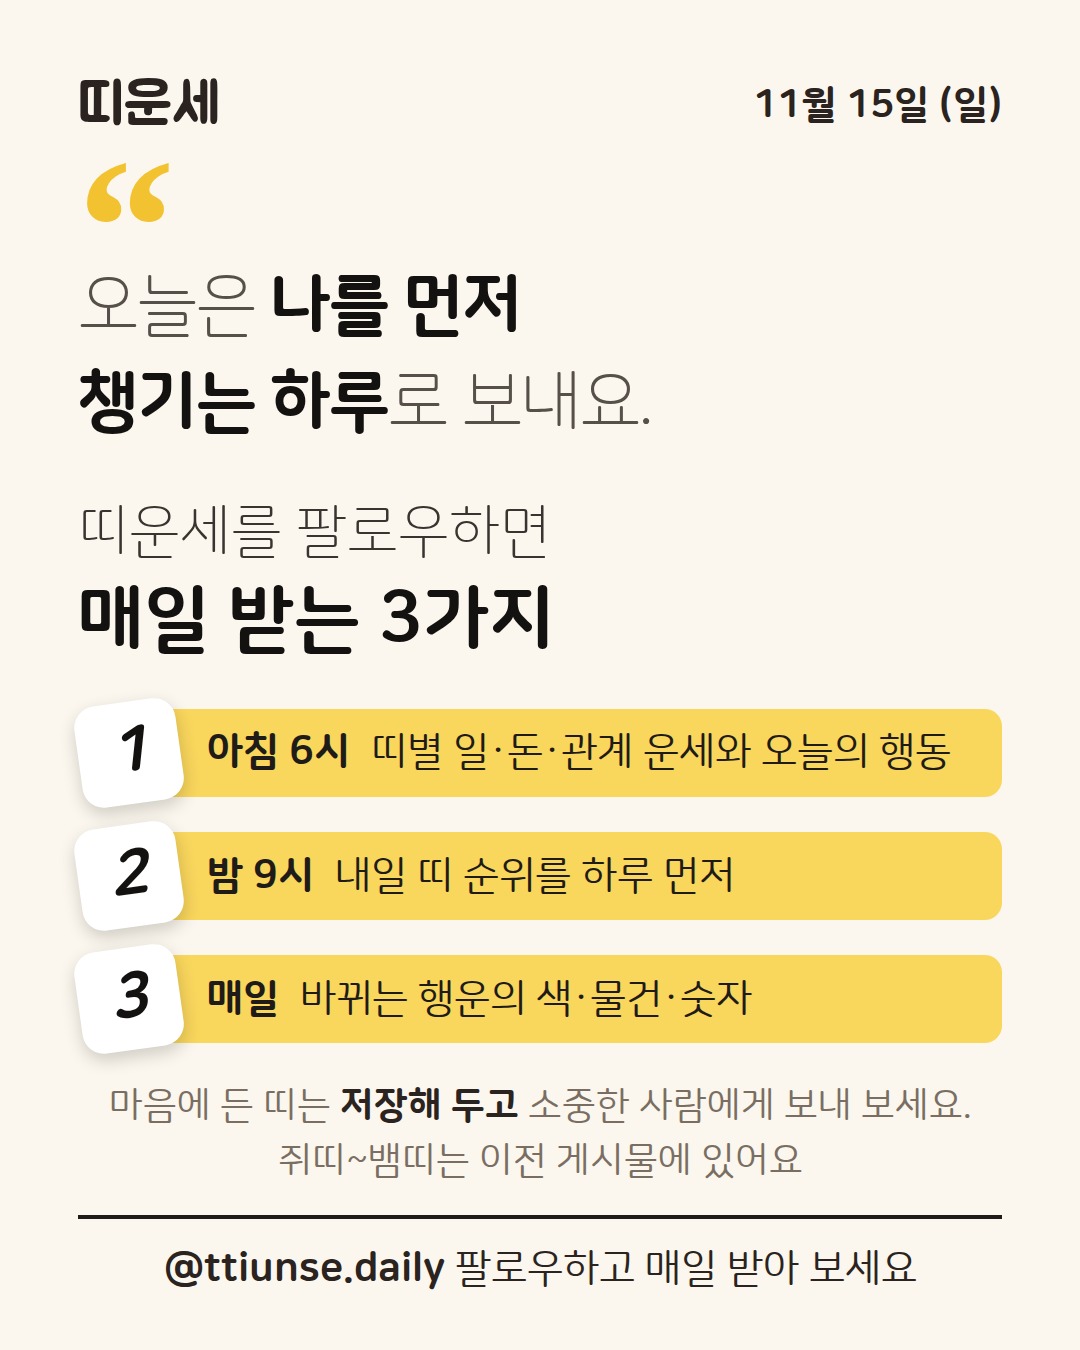 띠운세
11월 15일 (일)
“
오늘은 나를 먼저
챙기는 하루로 보내요.
띠운세를 팔로우하면
매일 받는 3가지
1 아침 6시 띠별 일·돈·관계 운세와 오늘의 행동
2 밤 9시 내일 띠 순위를 하루 먼저
3 매일 바뀌는 행운의 색·물건·숫자
마음에 든 띠는 저장해 두고 소중한 사람에게 보내 보세요.
쥐띠~뱀띠는 이전 게시물에 있어요
@ttiunse.daily 팔로우하고 매일 받아 보세요